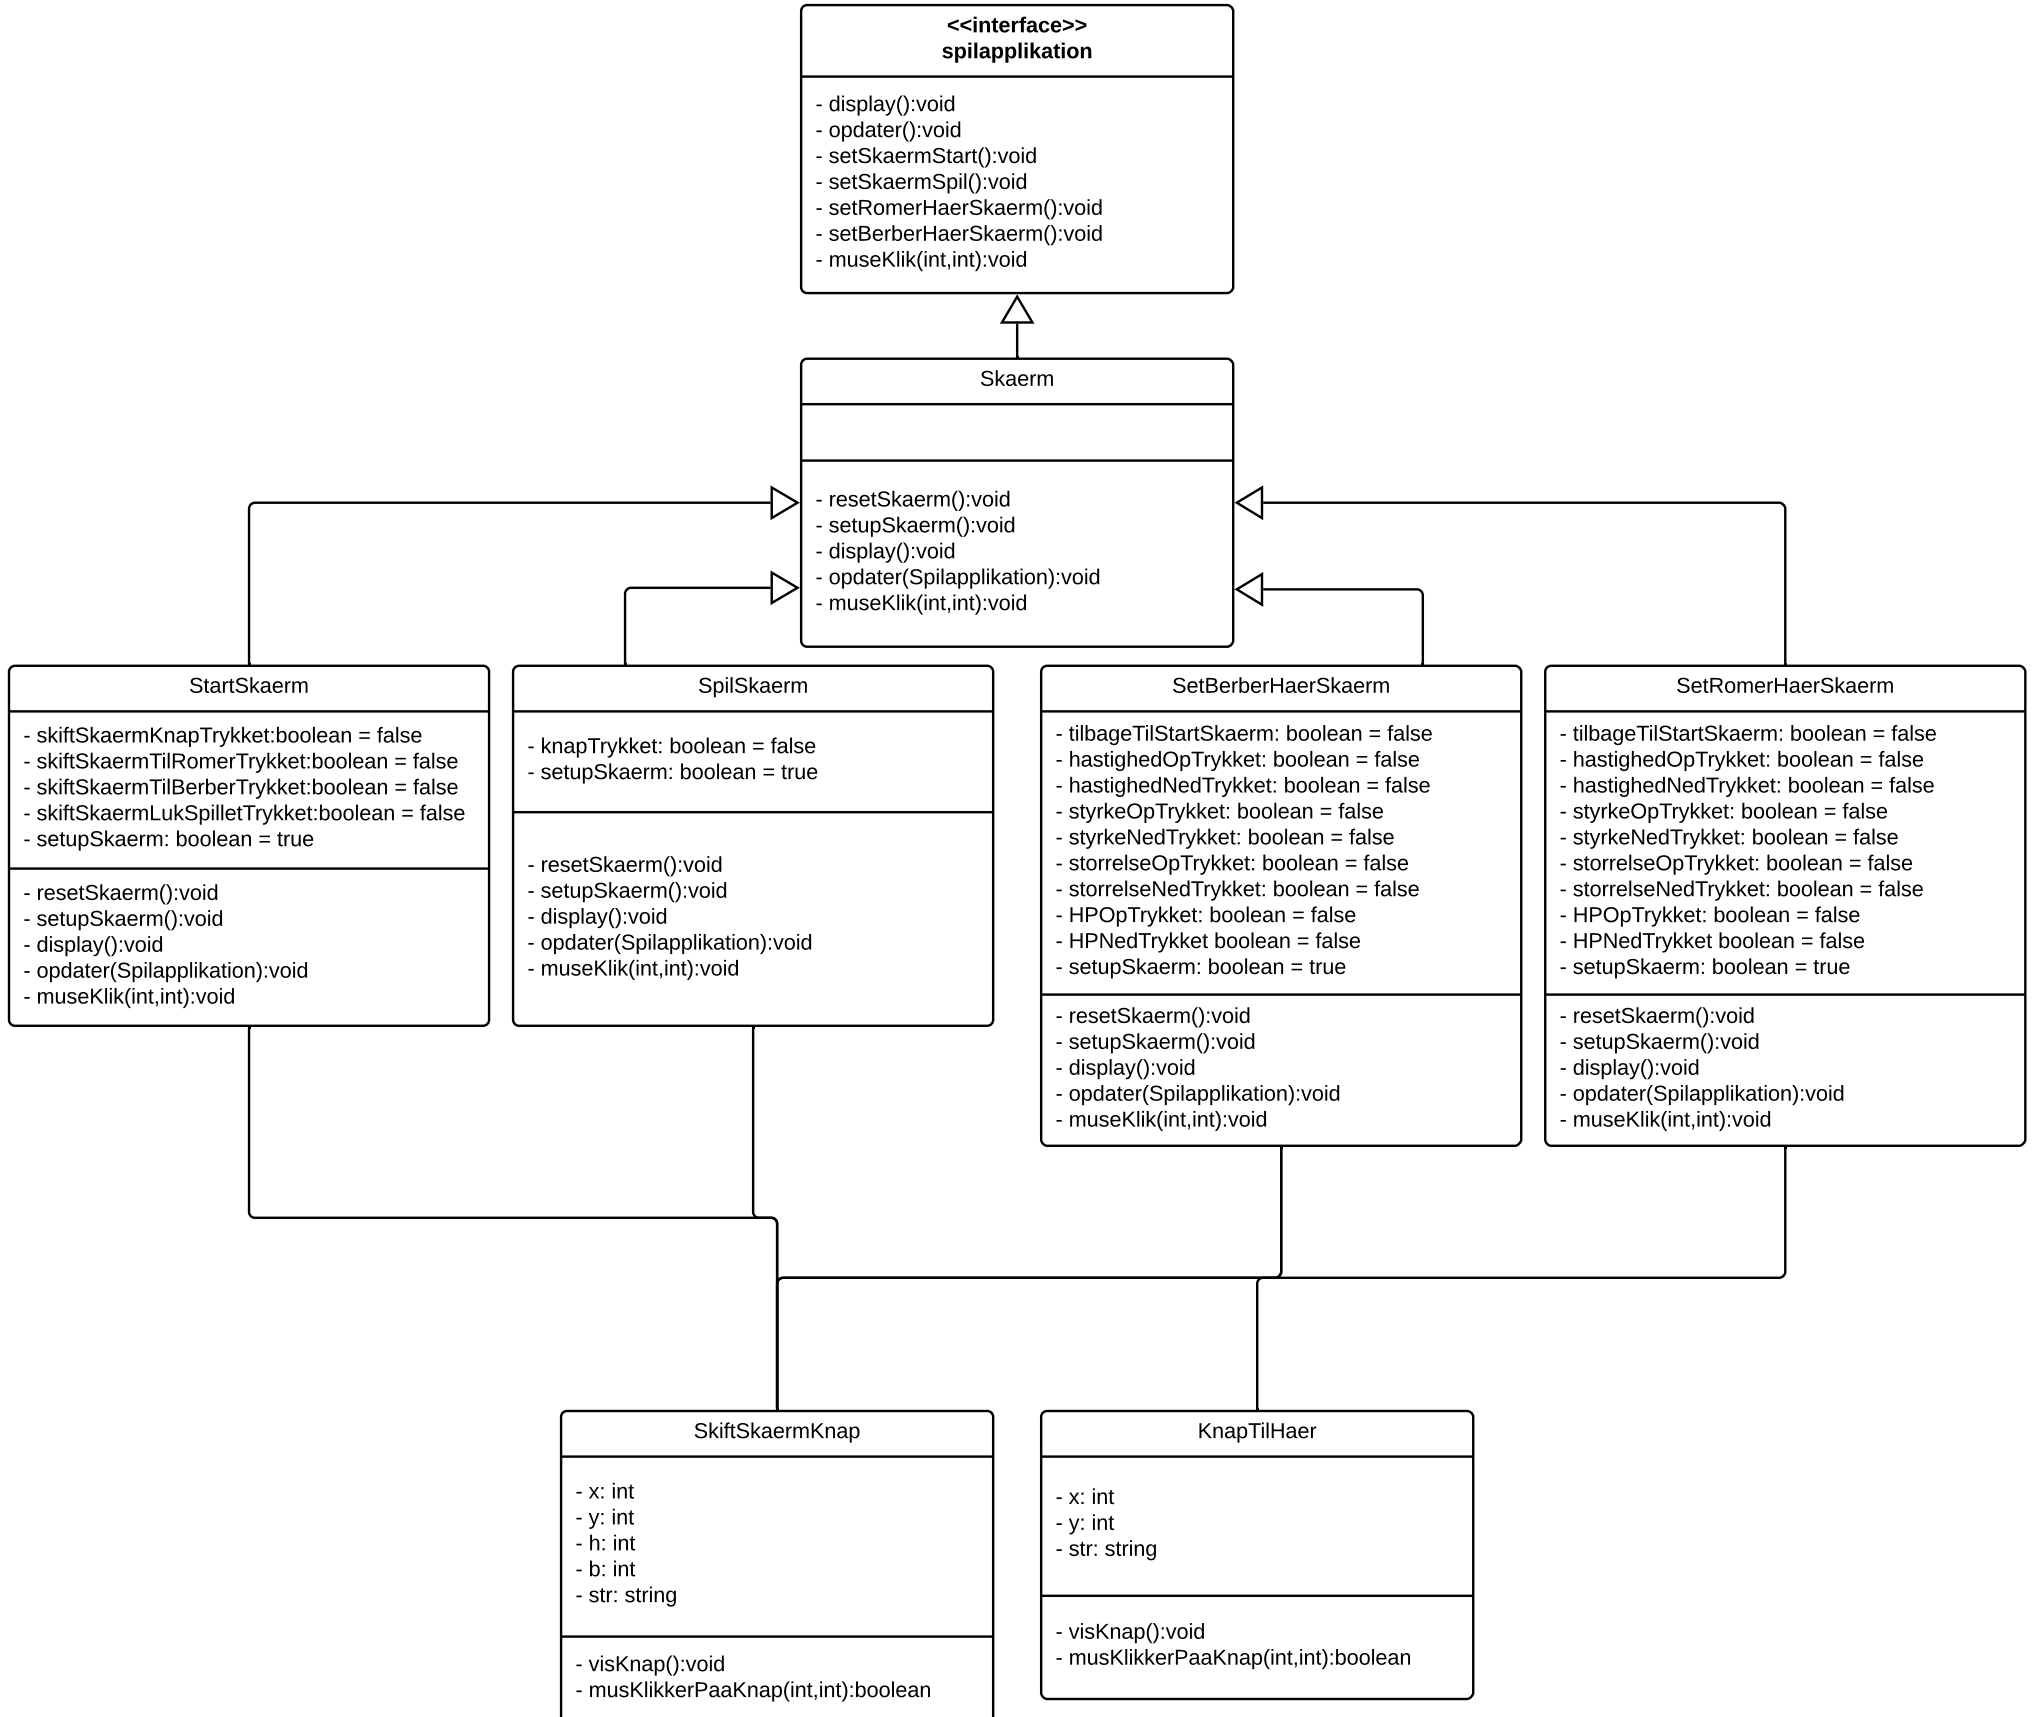 <<interface>>
spilapplikation
- display():void
- opdater():void
- setSkaermStart():void
- setSkaermSpil():void
- setRomerHaerSkaerm():void
- setBerberHaerSkaerm():void
- museKlik(int,int):void
Skaerm
- resetSkaerm():void
- setupSkaerm():void
- display():void
- opdater(Spilapplikation):void
- museKlik(int,int):void
StartSkaerm
- skiftSkaermKnapTrykket:boolean = false
- skiftSkaermTilRomerTrykket:boolean = false
- skiftSkaermTilBerberTrykket:boolean = false
- skiftSkaermLukSpilletTrykket:boolean = false
- setupSkaerm: boolean = true
- resetSkaerm():void
- setupSkaerm():void
- display():void
- opdater(Spilapplikation):void
- museKlik(int,int):void
SpilSkaerm
- knapTrykket: boolean = false
- setupSkaerm: boolean = true
- resetSkaerm():void
- setupSkaerm():void
- display():void
- opdater(Spilapplikation):void
- museKlik(int,int):void
SetBerberHaerSkaerm
- tilbageTilStartSkaerm: boolean = false
- hastighedOpTrykket: boolean = false
- hastighedNedTrykket: boolean = false
- styrkeOpTrykket: boolean = false
- styrkeNedTrykket: boolean = false
- storrelseOpTrykket: boolean = false
- storrelseNedTrykket: boolean = false
- HPOpTrykket: boolean = false
- HPNedTrykket boolean = false
- setupSkaerm: boolean = true
- resetSkaerm():void
- setupSkaerm():void
- display():void
- opdater(Spilapplikation):void
- museKlik(int,int):void
SetRomerHaerSkaerm
- tilbageTilStartSkaerm: boolean = false
- hastighedOpTrykket: boolean = false
- hastighedNedTrykket: boolean = false
- styrkeOpTrykket: boolean = false
- styrkeNedTrykket: boolean = false
- storrelseOpTrykket: boolean = false
- storrelseNedTrykket: boolean = false
- HPOpTrykket: boolean = false
- HPNedTrykket boolean = false
- setupSkaerm: boolean = true
- resetSkaerm():void
- setupSkaerm():void
- display():void
- opdater(Spilapplikation):void
- museKlik(int,int):void
SkiftSkaermKnap
- x: int
- y: int
- h: int
- b: int
- str: string
- visKnap():void
- musKlikkerPaaKnap(int,int):boolean
KnapTilHaer
- x: int
- y: int
- str: string
- visKnap():void
- musKlikkerPaaKnap(int,int):boolean